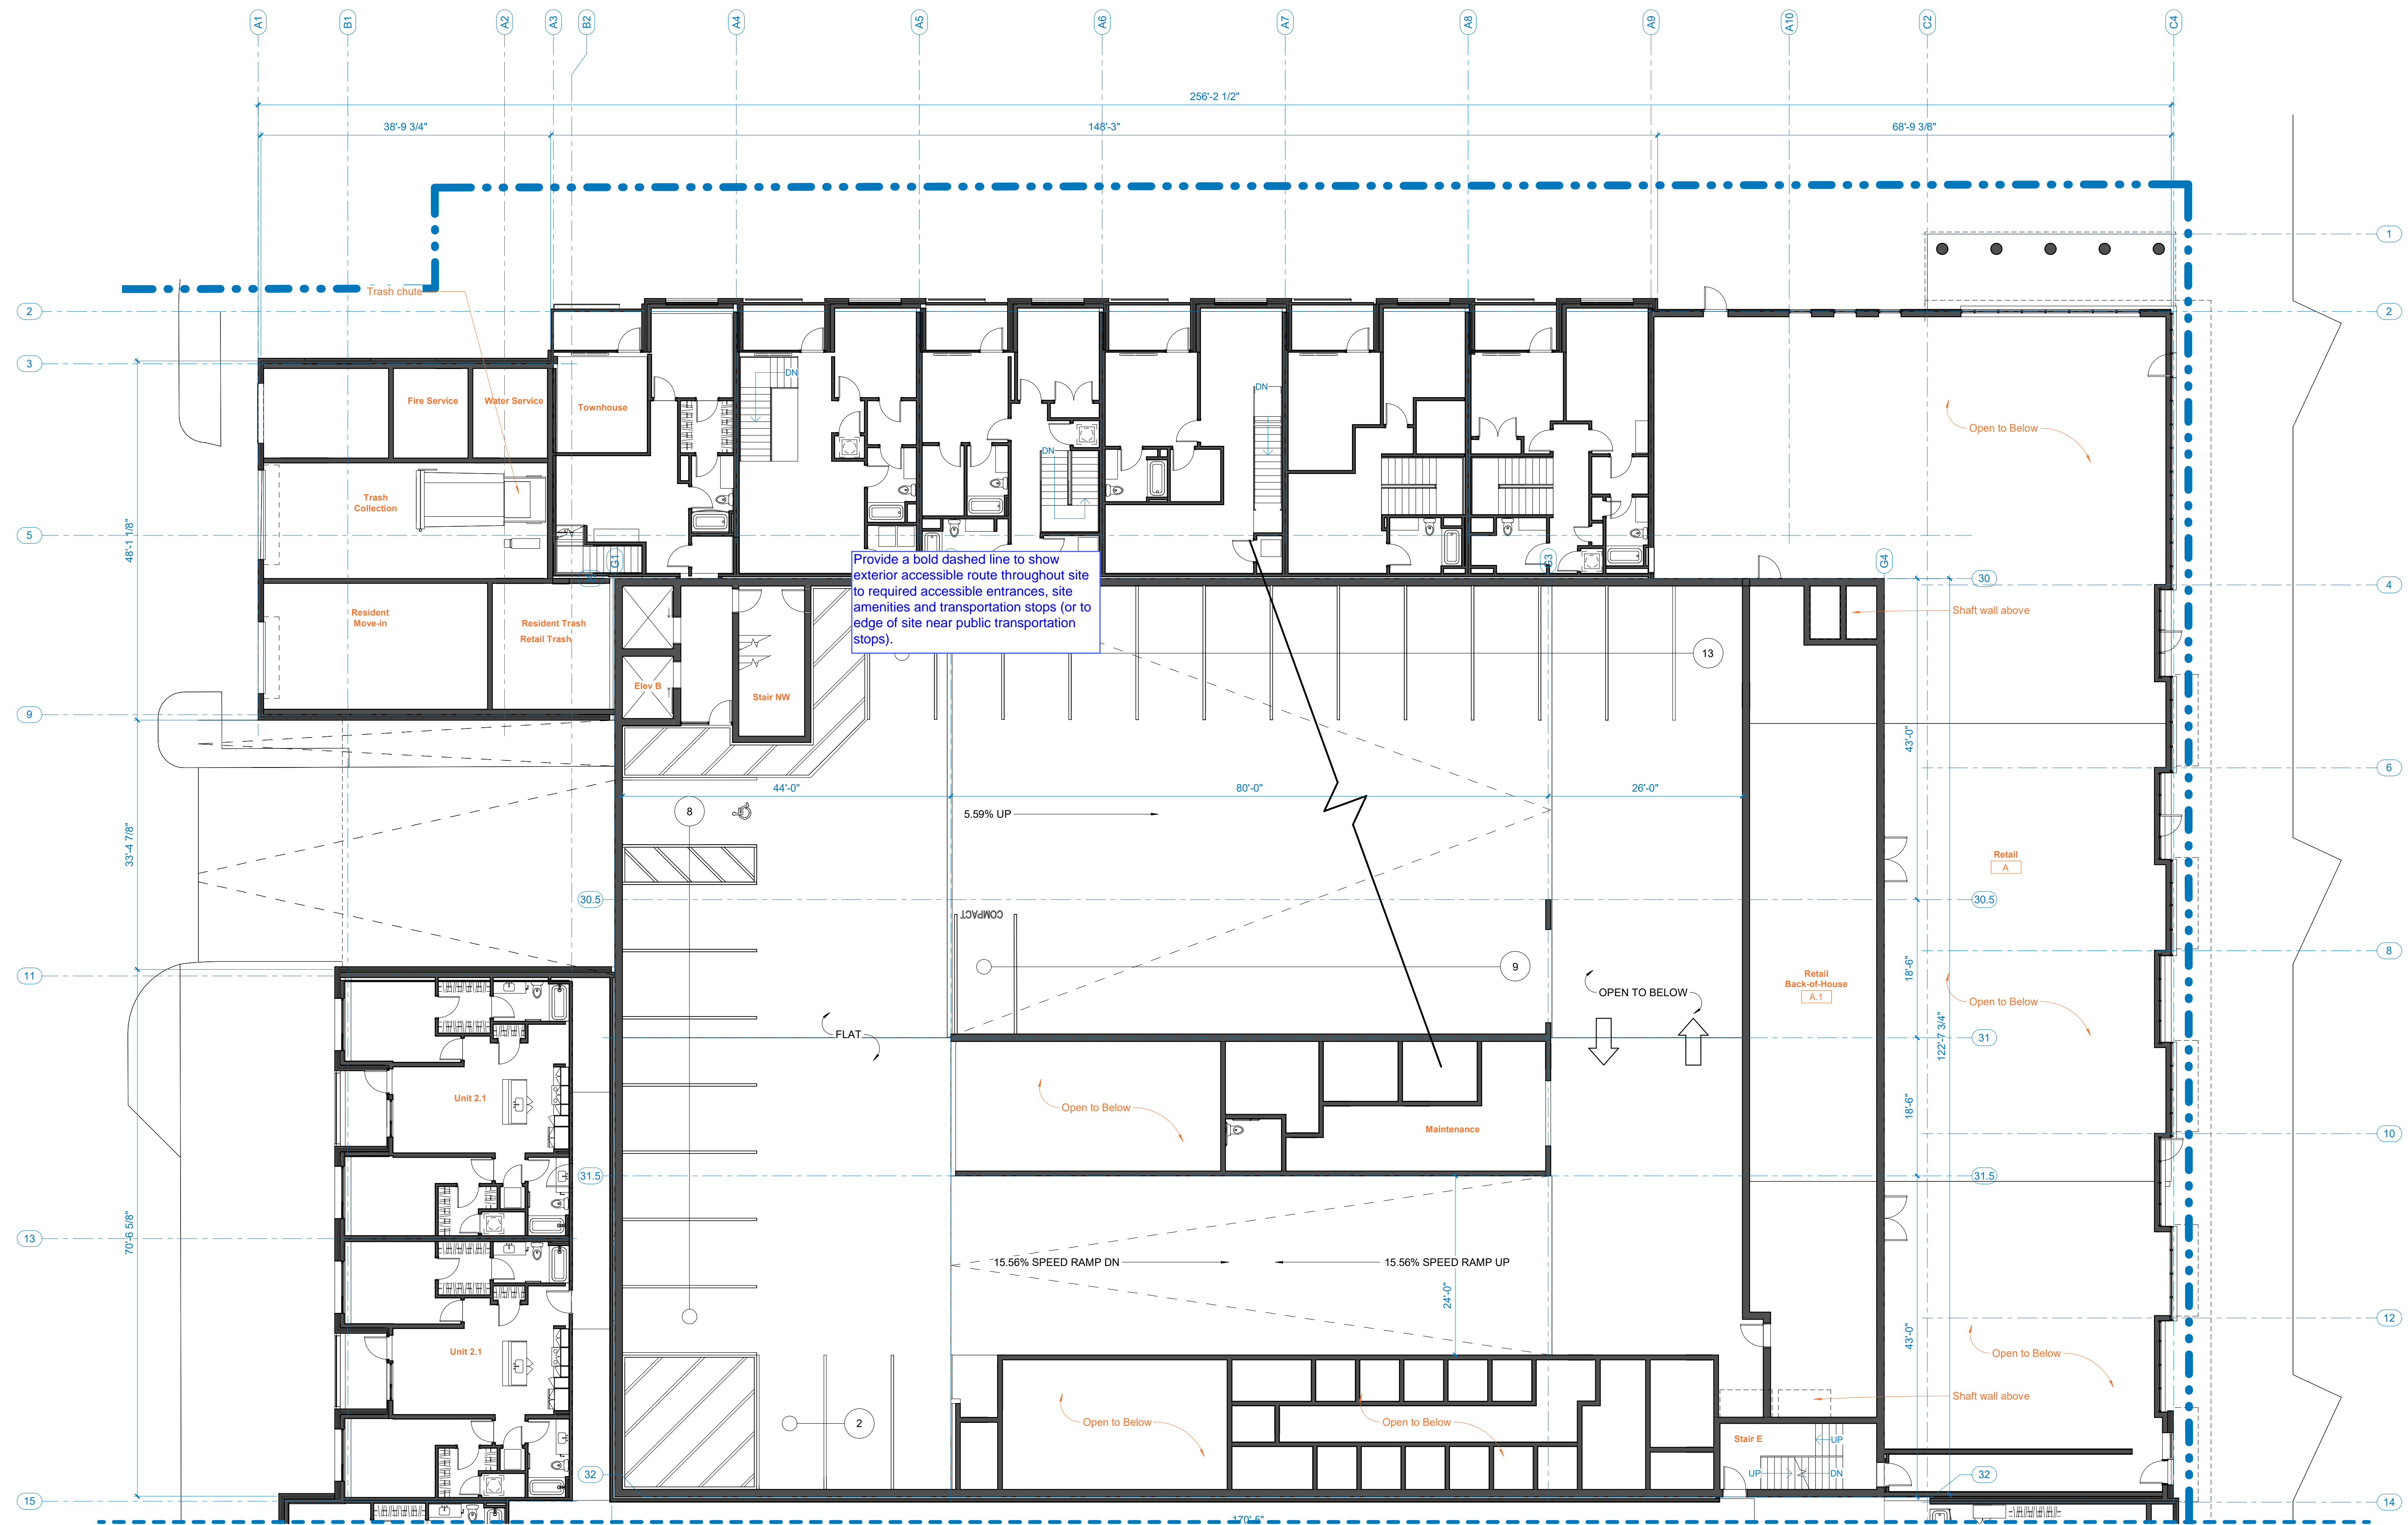 A1
B1
A2
A3
B2
A4
A5
A6
A7
A8
A9
A10
C2
C4
256'-2 1/2"
38'-9 3/4"
148'-3"
68'-9 3/8"
1
Trash chute
2
2
3
DN
DN
Fire Service
Water Service
Townhouse
Open to Below
DN
Trash
Collection
48'-1 1/8"
5
G1
G3
G4
Provide a bold dashed line to show
exterior accessible route throughout site
to required accessible entrances, site
amenities and transportation stops (or to
edge of site near public transportation
stops).
30
4
Resident
Move-in
Resident Trash
Retail Trash
Shaft wall above
13
Elev B
Stair NW
9
43'-0"
6
44'-0"
80'-0"
26'-0"
8
5.59% UP
33'-4 7/8"
Retail
A
30.5
30.5
COMPACT
8
11
9
18'-6"
Retail
Back-of-House
A.1
OPEN TO BELOW
Open to Below
FLAT
31
122'-7 3/4"
Unit 2.1
Open to Below
18'-6"
Maintenance
10
31.5
31.5
70'-6 5/8"
13
15.56% SPEED RAMP DN
15.56% SPEED RAMP UP
24'-0"
12
43'-0"
Unit 2.1
Open to Below
Shaft wall above
2
Open to Below
Open to Below
Stair E
UP
UP
DN
32
32
15
14
170'-5"